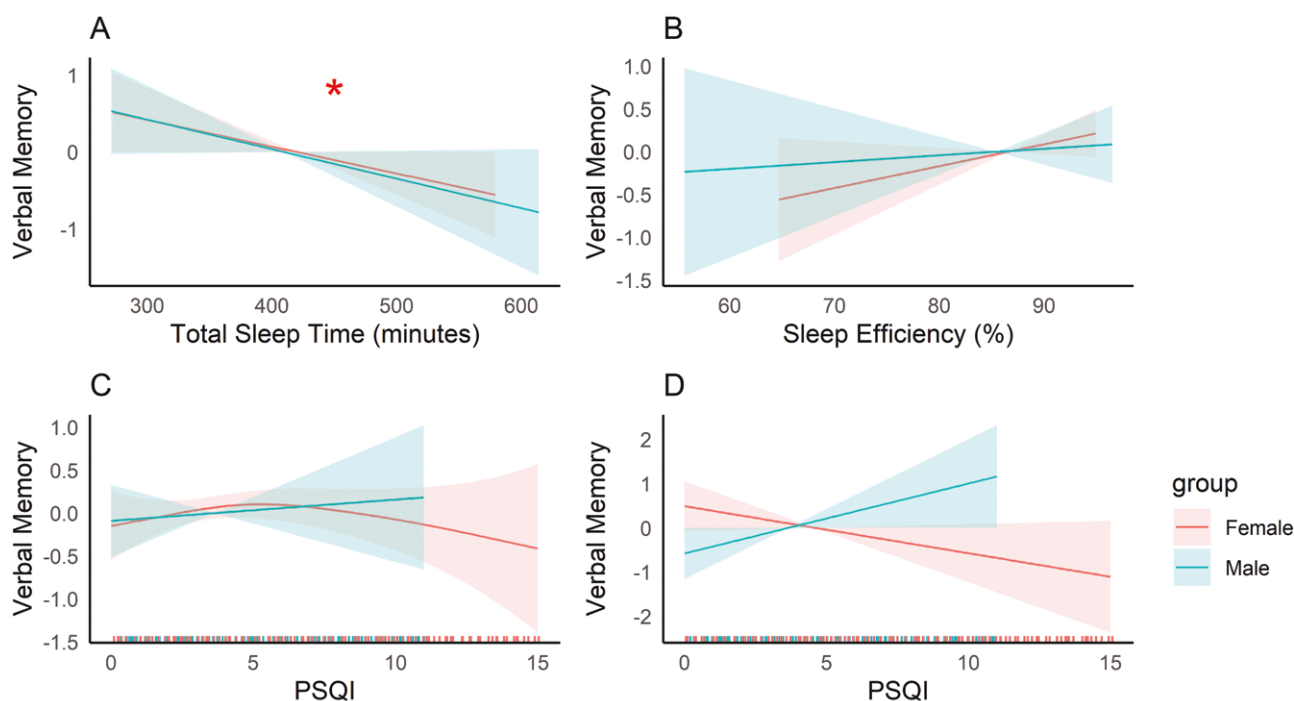 A
*
1
0
-1
Verbal Memory
300 400 500 600
Total Sleep Time (minutes)
B
1.0
0.5
0.0
-0.5
-1.0
-1.5
Verbal Memory
60 70 80 90
Sleep Efficiency (%)
C
1.0
0.5
0.0
-0.5
-1.0
-1.5
Verbal Memory
0 5 10 15
PSQI
D
2
1
0
-1
-2
Verbal Memory
0 5 10 15
PSQI
group
Female
Male